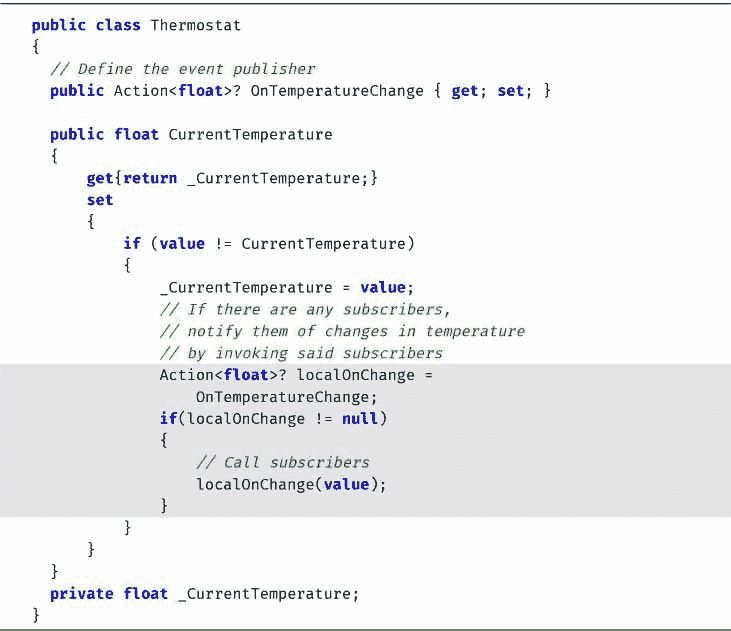 public class Thermostat
{
  // Define the event publisher
  public Action<float>? OnTemperatureChange { get; set; }

  public float CurrentTemperature
  {
      get{return _CurrentTemperature;}
      set
      {
          if (value != CurrentTemperature)
          {
              _CurrentTemperature = value;
              // If there are any subscribers,
              // notify them of changes in temperature
              // by invoking said subscribers
              Action<float>? localOnChange =
                  OnTemperatureChange;
              if(localOnChange != null)
              {
                  // Call subscribers
                  localOnChange(value);
              }
          }
      }
  }
  private float _CurrentTemperature;
}